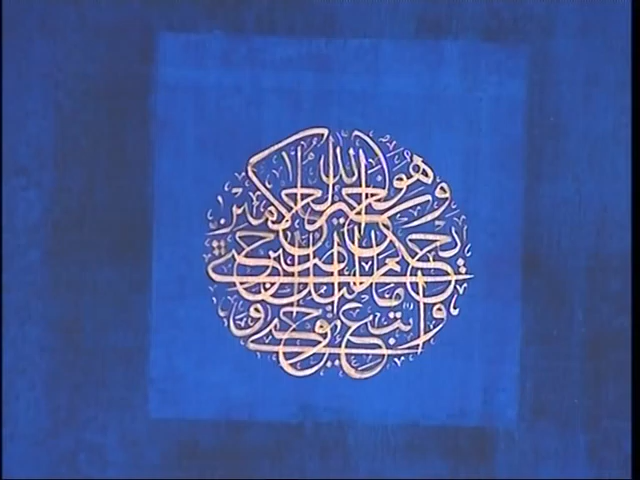 واتبع ما يوحى
إليك واصبر حتى
يحكم الله
وهو خير الحاكمين